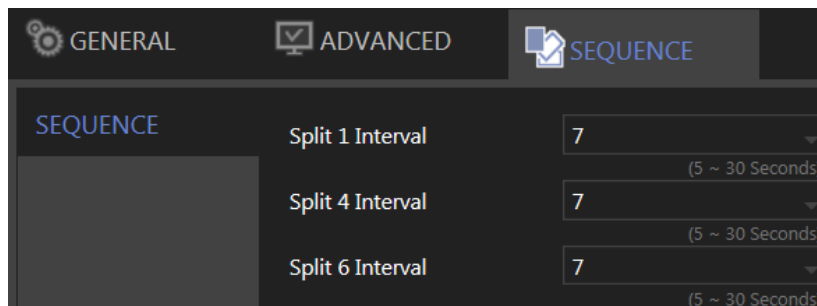 GENERAL ADVANCED SEQUENCE
SEQUENCE
Split 1 Interval 7
(5 ~ 30 Seconds
Split 4 Interval 7
(5 ~ 30 Seconds
Split 6 Interval 7
(5 ~ 30 Seconds